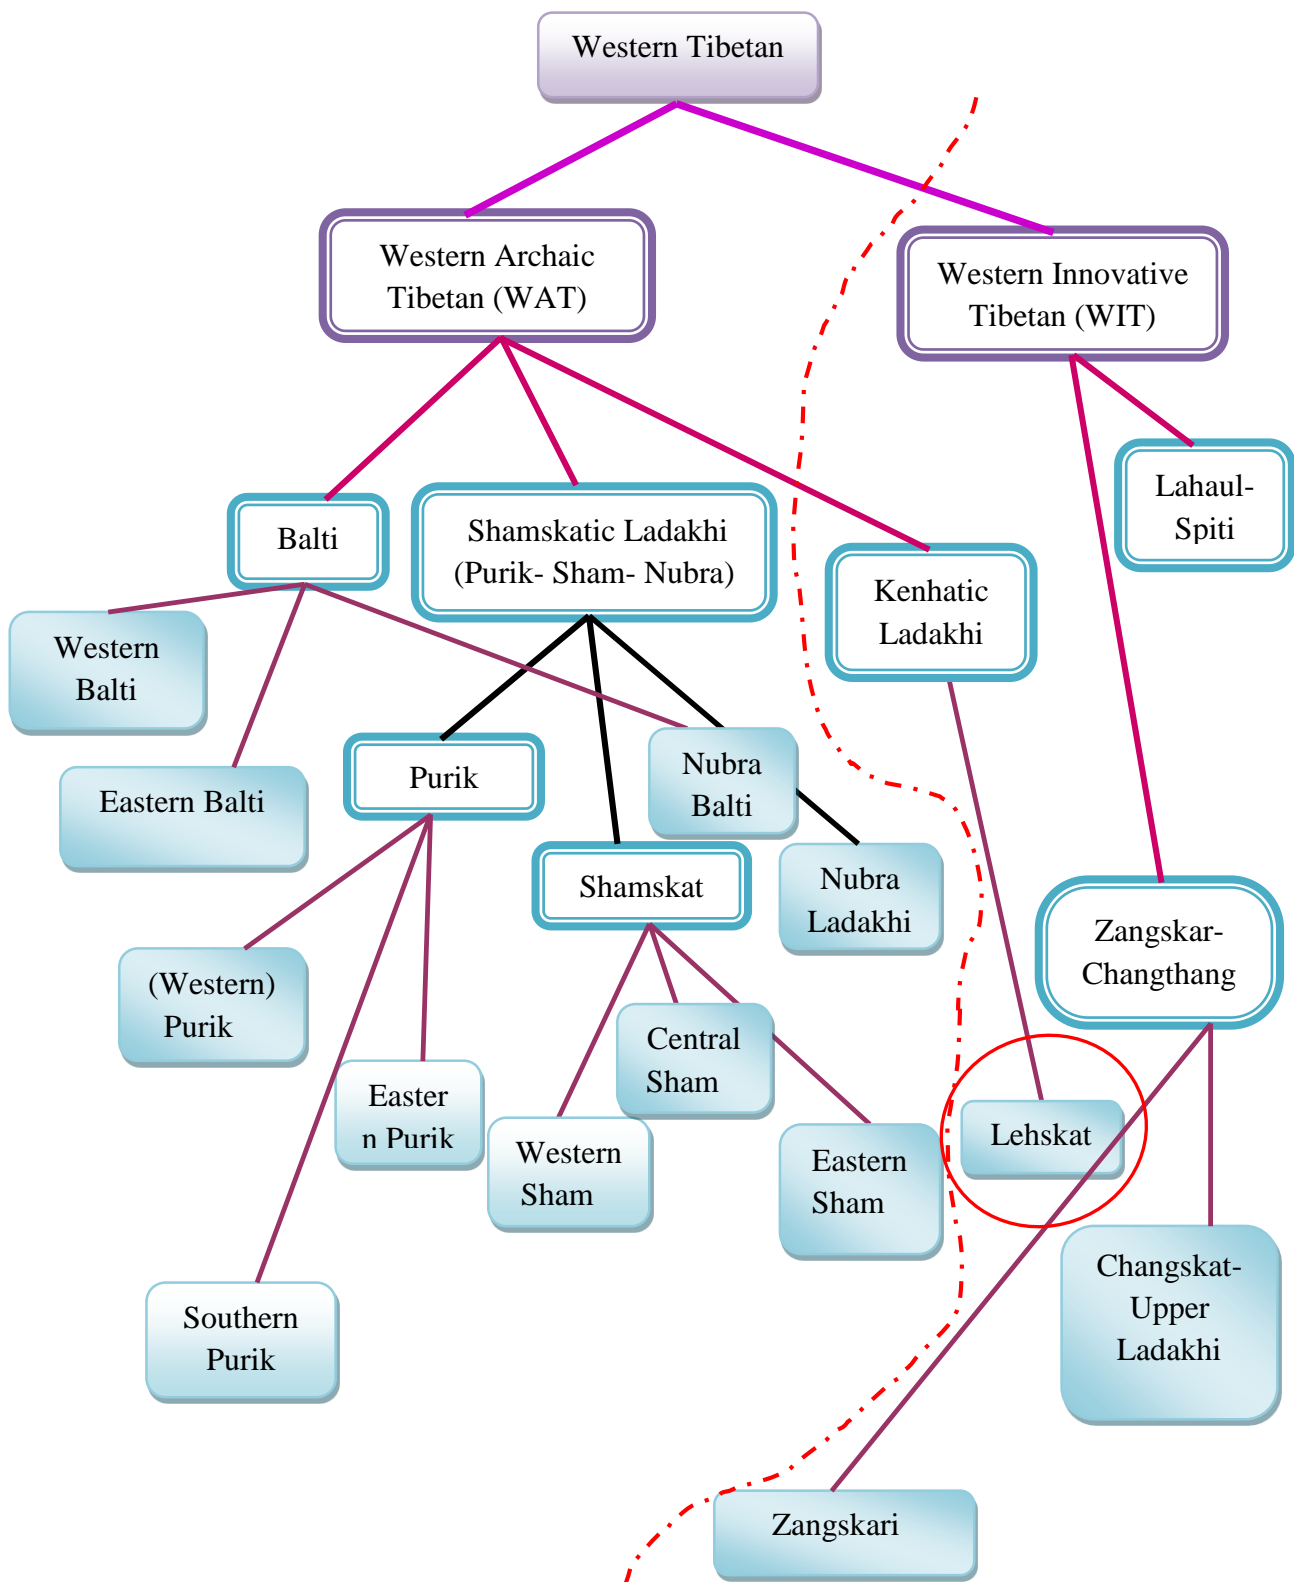 Western Tibetan
Western Archaic
Tibetan (WAT)
Western Innovative
Tibetan (WIT)
Lahaul-
Spiti
Balti
Shamskatic Ladakhi
(Purik- Sham- Nubra)
Kenhatic
Ladakhi
Western
Balti
Eastern Balti
Purik
Nubra
Balti
Shamskat
Nubra
Ladakhi
Zangskar-
Changthang
(Western)
Purik
Central
Sham
Easter
n Purik
Western
Sham
Eastern
Sham
Lehskat
Southern
Purik
Changskat-
Upper
Ladakhi
Zangskari